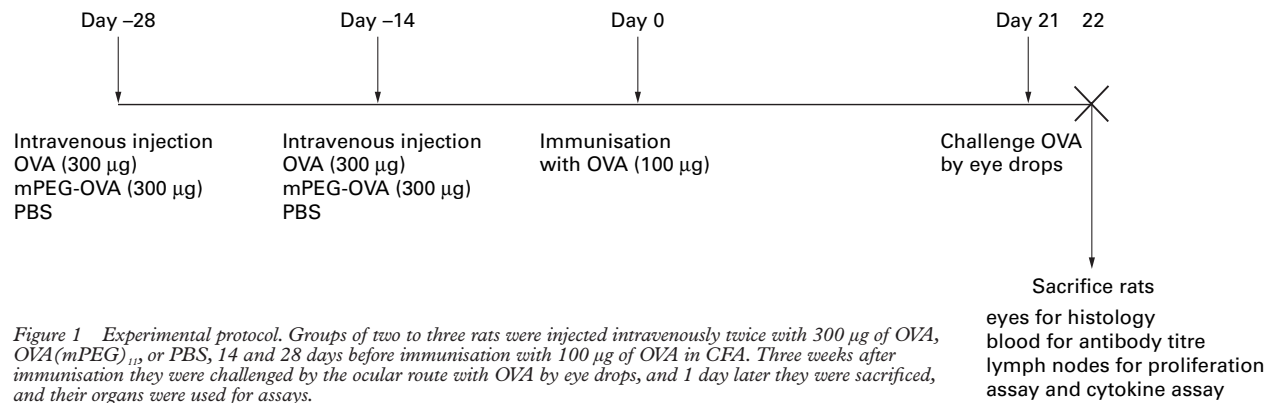 Day –28
Day –14
Day 0
Day 21
22
Intravenous injection
OVA (300 µg)
mPEG-OVA (300 µg)
PBS
Intravenous injection
OVA (300 µg)
mPEG-OVA (300 µg)
PBS
Immunisation
with OVA (100 µg)
Challenge OVA
by eye drops
Sacrifice rats
eyes for histology
blood for antibody titre
lymph nodes for proliferation
assay and cytokine assay
Figure 1 Experimental protocol. Groups of two to three rats were injected intravenously twice with 300 µg of OVA,
OVA(mPEG)₁₁, or PBS, 14 and 28 days before immunisation with 100 µg of OVA in CFA. Three weeks after
immunisation they were challenged by the ocular route with OVA by eye drops, and 1 day later they were sacrificed,
and their organs were used for assays.